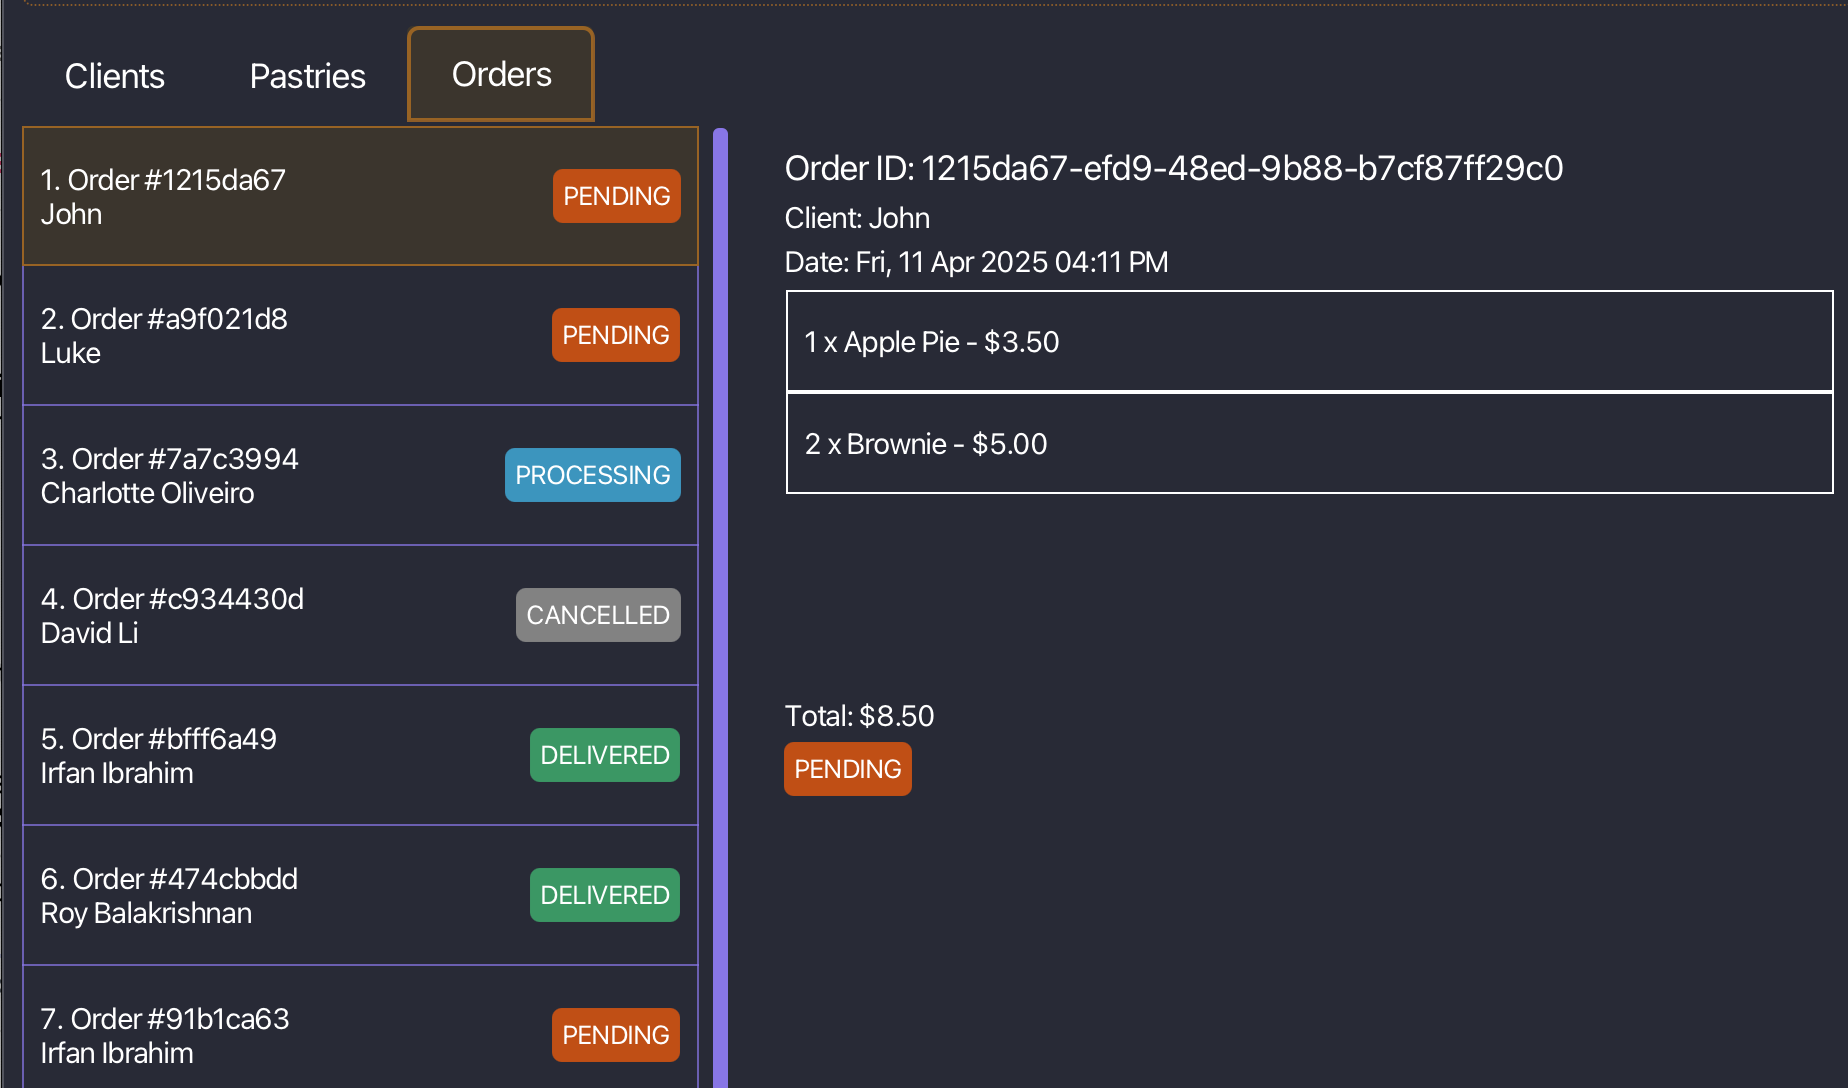 Clients
Pastries
Orders
1. Order #1215da67
John
PENDING
2. Order #a9f021d8
Luke
PENDING
3. Order #7a7c3994
Charlotte Oliveiro
PROCESSING
4. Order #c934430d
David Li
CANCELLED
5. Order #bfff6a49
Irfan Ibrahim
DELIVERED
6. Order #474cbbdd
Roy Balakrishnan
DELIVERED
7. Order #91b1ca63
Irfan Ibrahim
PENDING
Order ID: 1215da67-efd9-48ed-9b88-b7cf87ff29c0
Client: John
Date: Fri, 11 Apr 2025 04:11 PM
1 x Apple Pie - $3.50
2 x Brownie - $5.00
Total: $8.50
PENDING